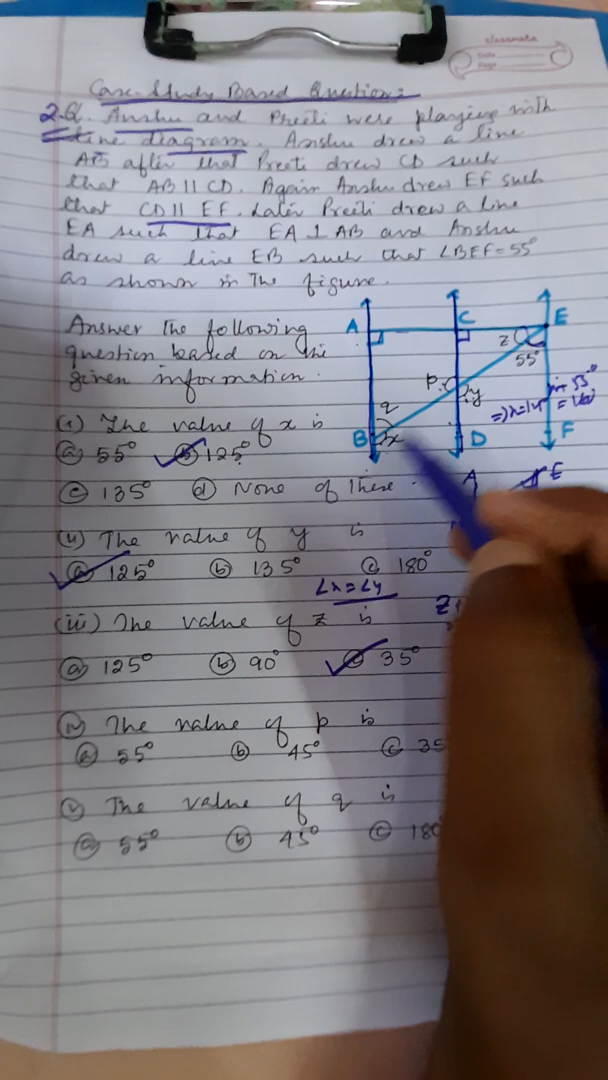 classmate
Date
Page
Case Study Based Question:
2.Q. Anshu and Preeti were playing with
line diagram. Anshu drew a line
AB after that Preeti drew CD such
that AB || CD. Again Anshu drew EF such
that CD || EF. Later Preeti drew a line
EA such that EA ⊥ AB and Anshu
drew a line EB such that ∠BEF = 55°
as shown in the figure.
Answer the following
question based on the
given information.
A C E
z 55°
p y
q x
B D F
(i) The value of x is
(a) 55° (b) 125°
(c) 135° (d) None of these.
A E
(ii) The value of y is
(a) 125° (b) 135° (c) 180°
∠x = ∠y
(iii) The value of z is
(a) 125° (b) 90° (c) 35°
(iv) The value of p is
(a) 55° (b) 45° (c) 35
(v) The value of q is
(a) 55° (b) 45° (c) 180